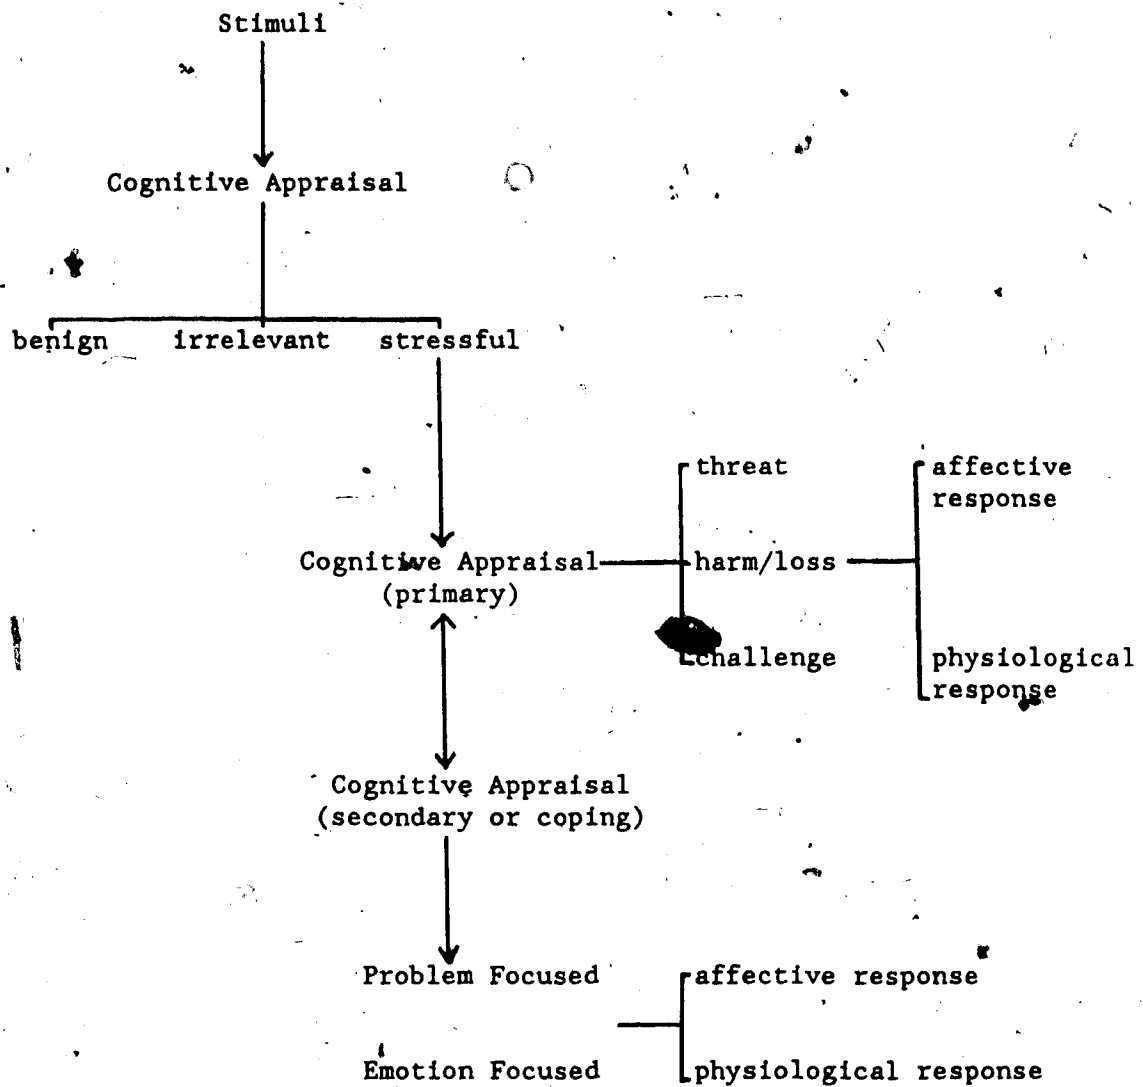 Stimuli
Cognitive Appraisal
benign irrelevant stressful
threat
affective
response
Cognitive Appraisal
(primary)
harm/loss
challenge
physiological
response
Cognitive Appraisal
(secondary or coping)
Problem Focused
affective response
Emotion Focused
physiological response